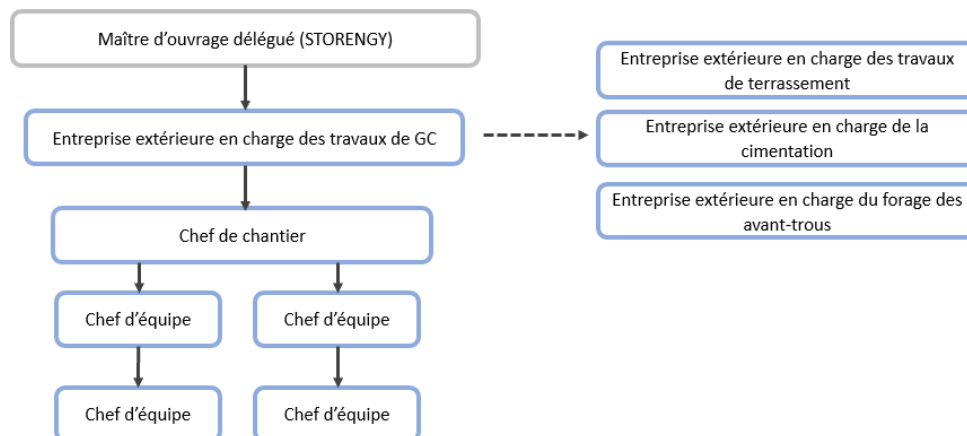 Maître d’ouvrage délégué (STORENGY)
Entreprise extérieure en charge des travaux
de terrassement
Entreprise extérieure en charge des travaux de GC
Entreprise extérieure en charge de la
cimentation
Entreprise extérieure en charge du forage des
avant-trous
Chef de chantier
Chef d’équipe
Chef d’équipe
Chef d’équipe
Chef d’équipe